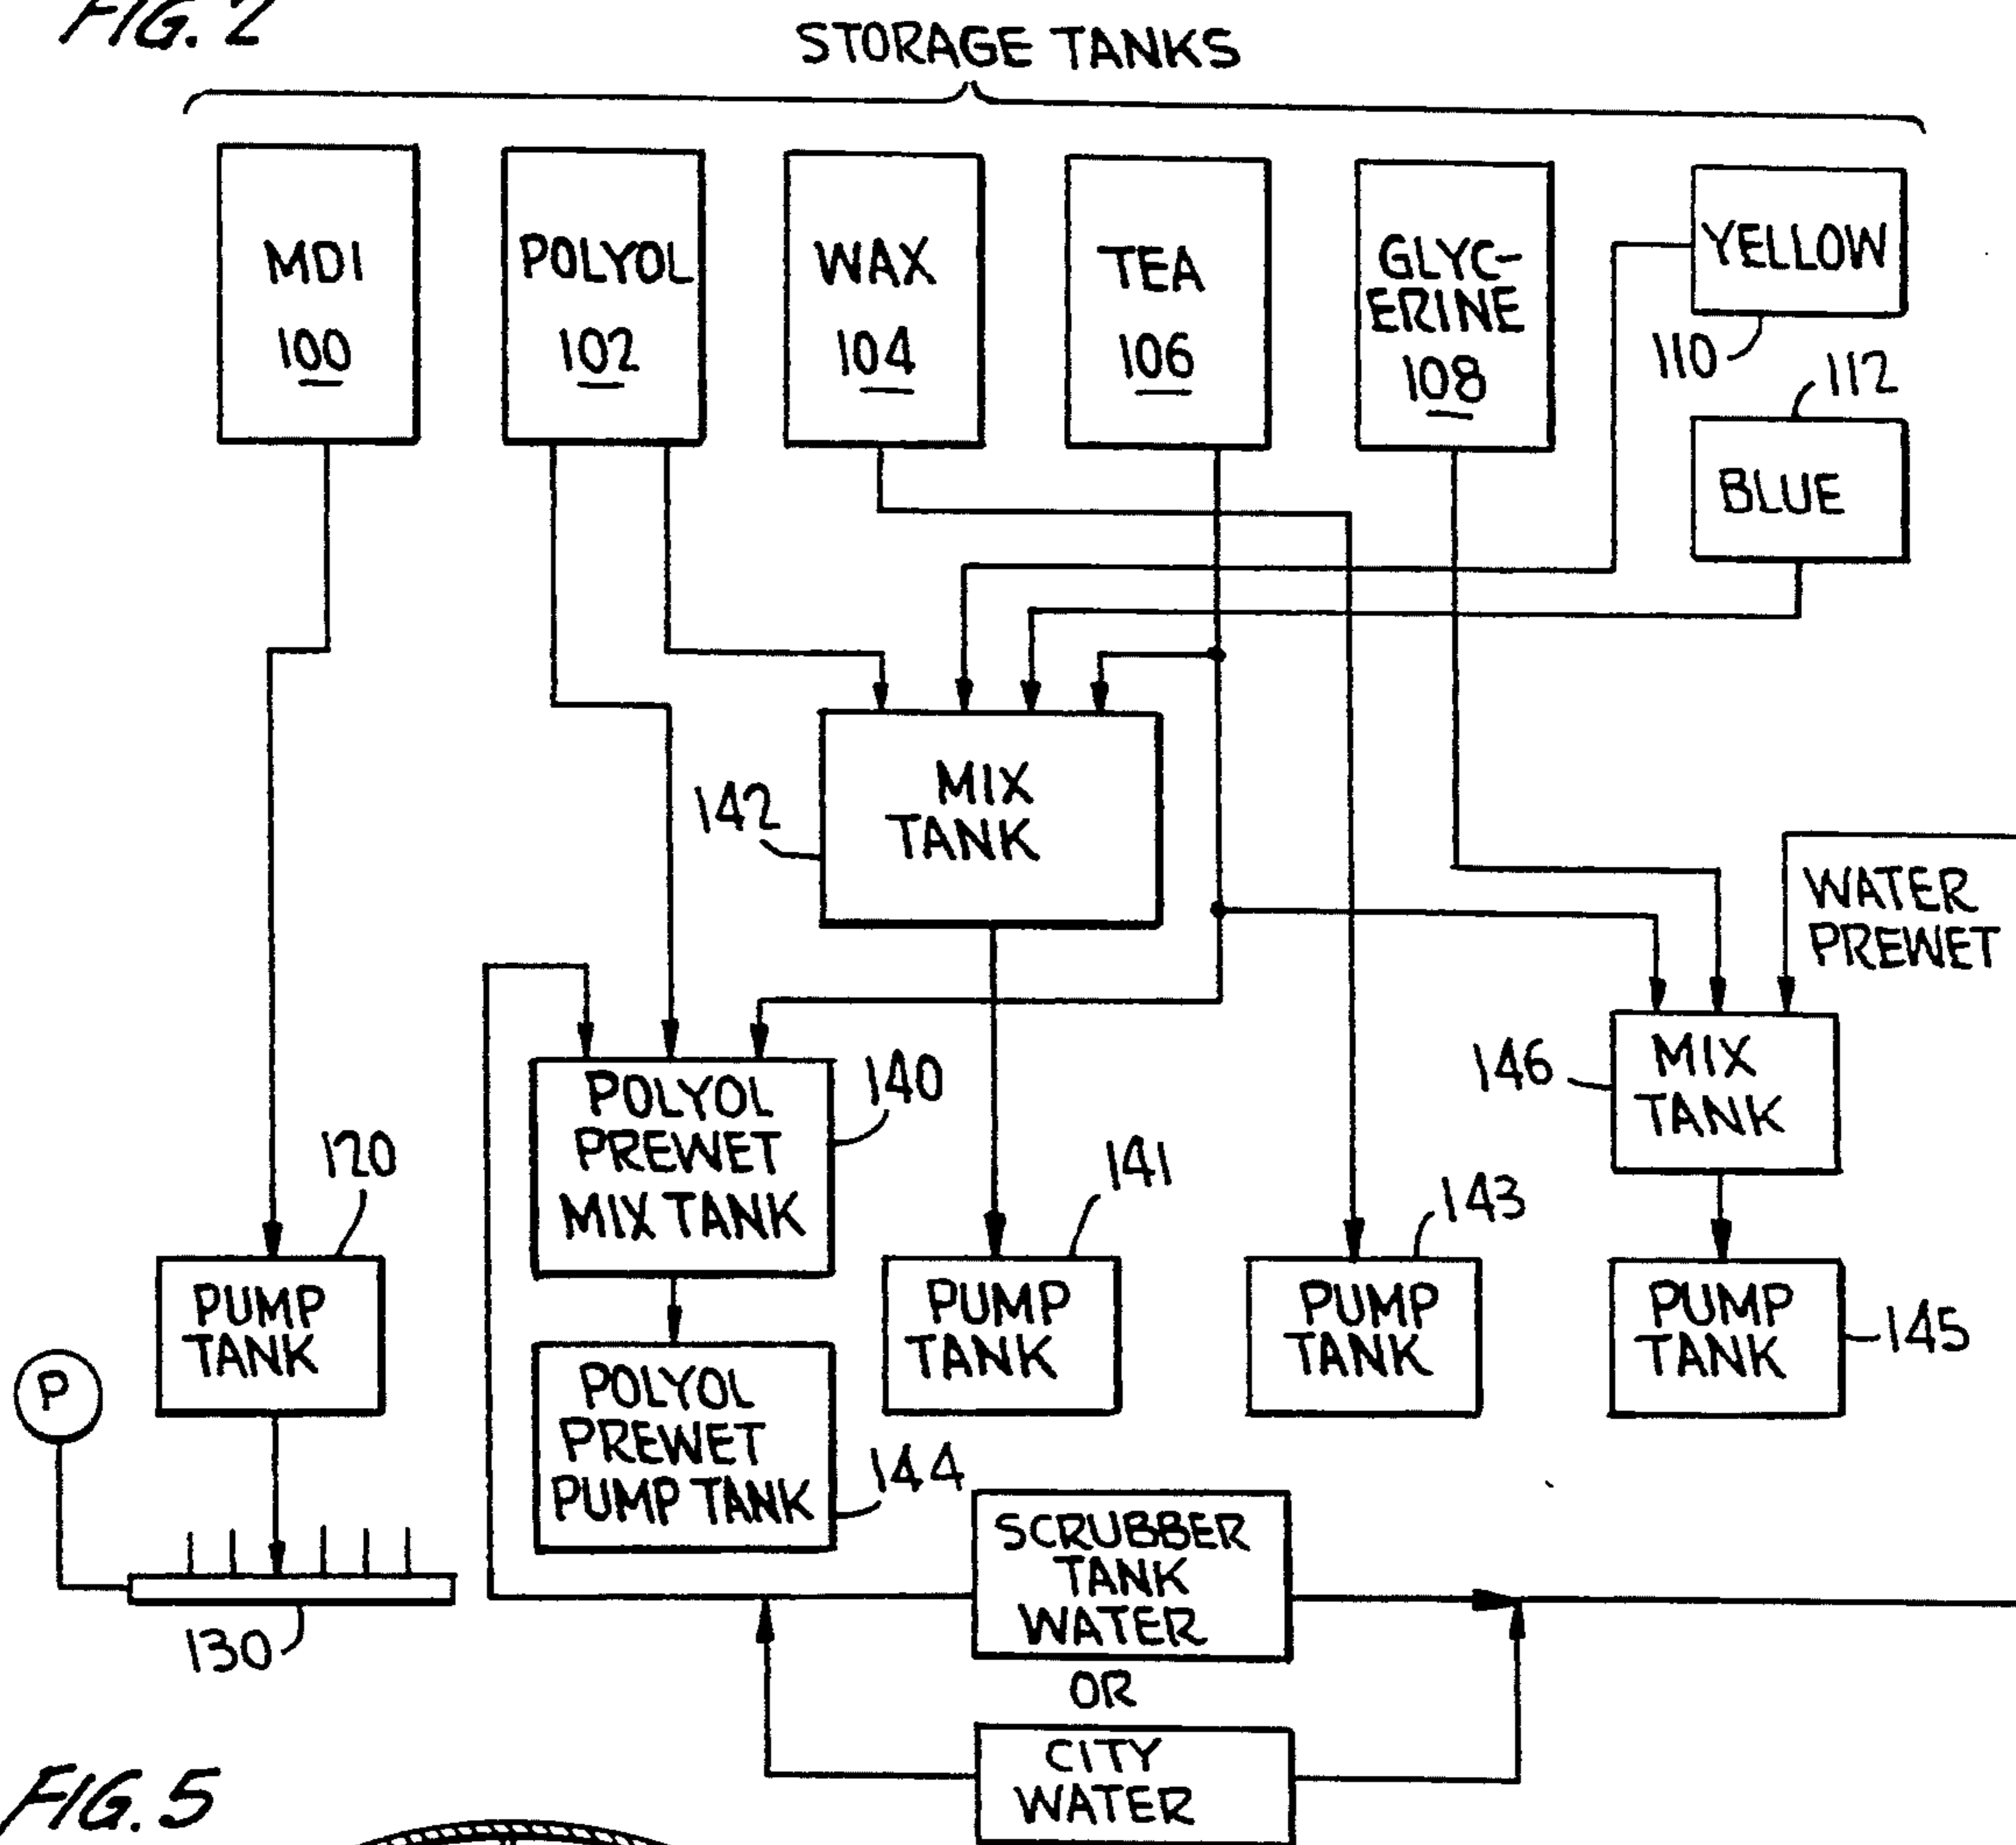 FIG. 2
STORAGE TANKS
MDI
100
POLYOL
102
WAX
104
TEA
106
GLYC-
ERINE
108
YELLOW
110
112
BLUE
142
MIX
TANK
WATER
PREWET
146
MIX
TANK
120
POLYOL
PREWET
MIX TANK
140
141
143
PUMP
TANK
PUMP
TANK
PUMP
TANK
PUMP
TANK
145
P
POLYOL
PREWET
PUMP TANK
144
130
SCRUBBER
TANK
WATER
OR
CITY
WATER
FIG. 5